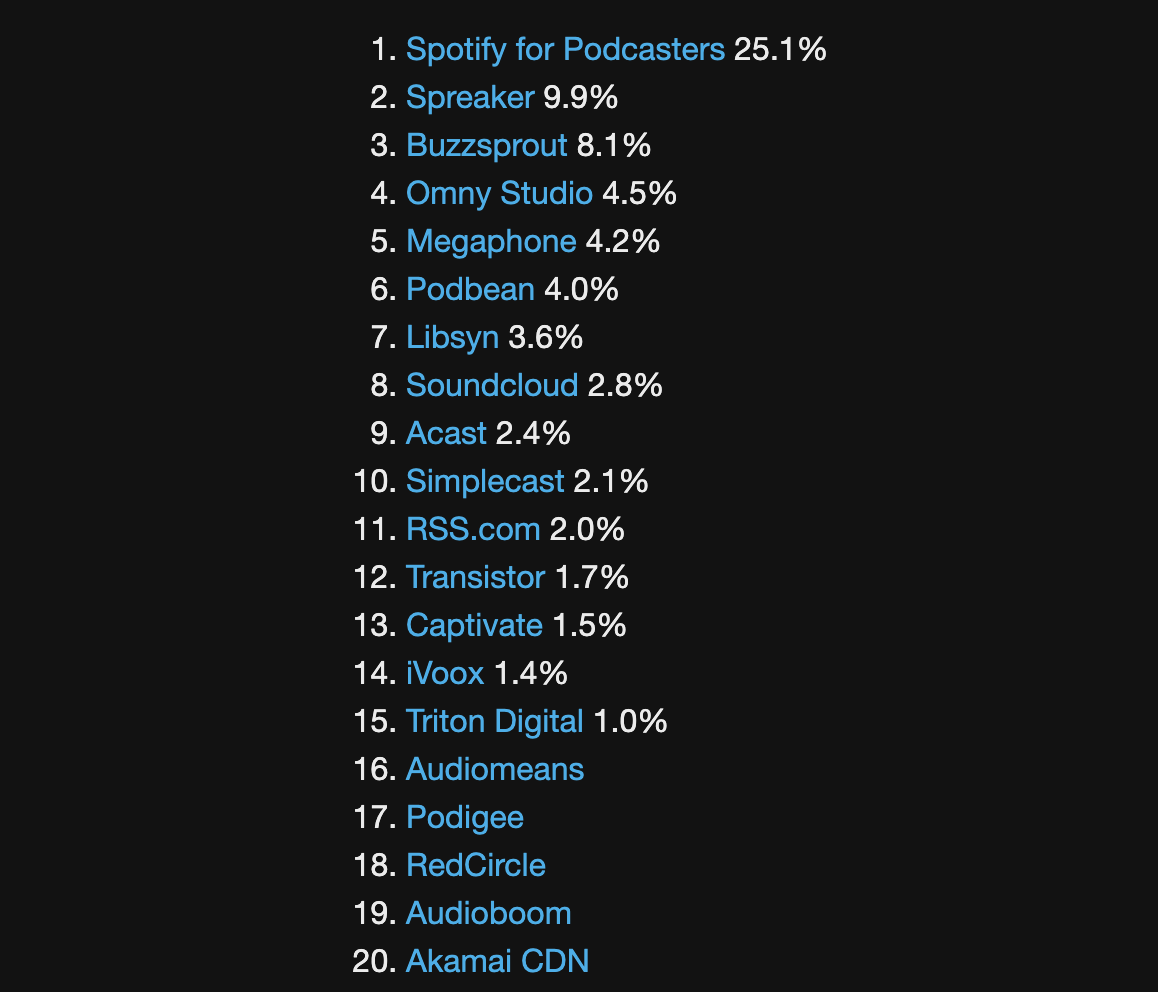 1. Spotify for Podcasters 25.1%
2. Spreaker 9.9%
3. Buzzsprout 8.1%
4. Omny Studio 4.5%
5. Megaphone 4.2%
6. Podbean 4.0%
7. Libsyn 3.6%
8. Soundcloud 2.8%
9. Acast 2.4%
10. Simplecast 2.1%
11. RSS.com 2.0%
12. Transistor 1.7%
13. Captivate 1.5%
14. iVoox 1.4%
15. Triton Digital 1.0%
16. Audiomeans
17. Podigee
18. RedCircle
19. Audioboom
20. Akamai CDN